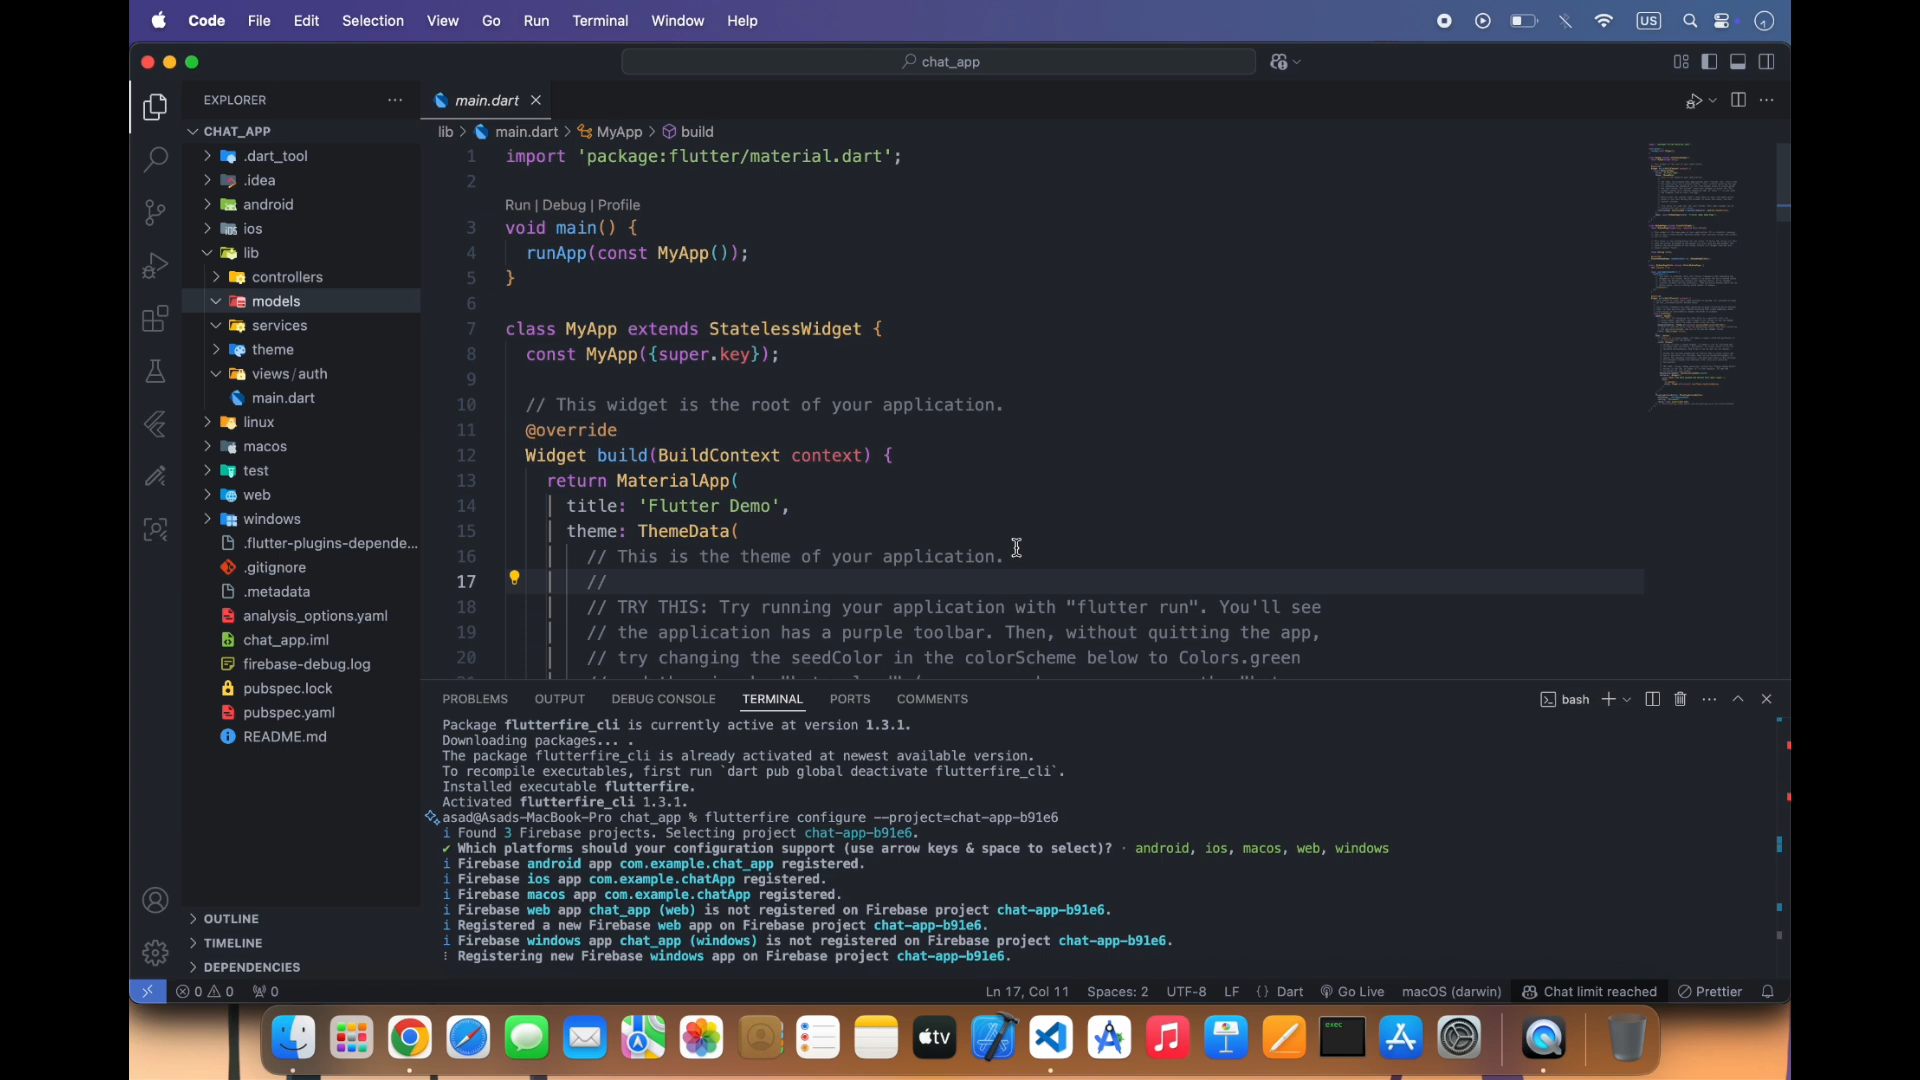 Code File Edit Selection View Go Run Terminal Window Help US
chat_app
EXPLORER
CHAT_APP
.dart_tool
.idea
android
ios
lib
controllers
models
services
theme
views/auth
main.dart
linux
macos
test
web
windows
.flutter-plugins-depende...
.gitignore
.metadata
analysis_options.yaml
chat_app.iml
firebase-debug.log
pubspec.lock
pubspec.yaml
README.md
OUTLINE
TIMELINE
DEPENDENCIES
main.dart
lib > main.dart > MyApp > build
1 import 'package:flutter/material.dart';
2
Run | Debug | Profile
3 void main() {
4 runApp(const MyApp());
5 }
6
7 class MyApp extends StatelessWidget {
8 const MyApp({super.key});
9
10 // This widget is the root of your application.
11 @override
12 Widget build(BuildContext context) {
13 return MaterialApp(
14 title: 'Flutter Demo',
15 theme: ThemeData(
16 // This is the theme of your application.
17 //
18 // TRY THIS: Try running your application with "flutter run". You'll see
19 // the application has a purple toolbar. Then, without quitting the app,
20 // try changing the seedColor in the colorScheme below to Colors.green
PROBLEMS OUTPUT DEBUG CONSOLE TERMINAL PORTS COMMENTS bash
Package flutterfire_cli is currently active at version 1.3.1.
Downloading packages... .
The package flutterfire_cli is already activated at newest available version.
To recompile executables, first run `dart pub global deactivate flutterfire_cli`.
Installed executable flutterfire.
Activated flutterfire_cli 1.3.1.
asad@Asads-MacBook-Pro chat_app % flutterfire configure --project=chat-app-b91e6
i Found 3 Firebase projects. Selecting project chat-app-b91e6.
✔ Which platforms should your configuration support (use arrow keys & space to select)? · android, ios, macos, web, windows
i Firebase android app com.example.chat_app registered.
i Firebase ios app com.example.chatApp registered.
i Firebase macos app com.example.chatApp registered.
i Firebase web app chat_app (web) is not registered on Firebase project chat-app-b91e6.
i Registered a new Firebase web app on Firebase project chat-app-b91e6.
i Firebase windows app chat_app (windows) is not registered on Firebase project chat-app-b91e6.
⠇ Registering new Firebase windows app on Firebase project chat-app-b91e6.
0 0 0 Ln 17, Col 11 Spaces: 2 UTF-8 LF {} Dart Go Live macOS (darwin) Chat limit reached Prettier
tv
exec